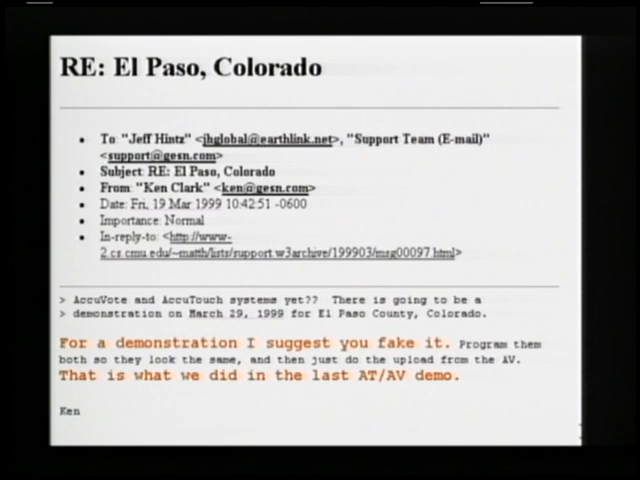 RE: El Paso, Colorado
To: "Jeff Hintz" <jhglobal@earthlink.net>, "Support Team (E-mail)"
<support@gesn.com>
Subject: RE: El Paso, Colorado
From: "Ken Clark" <ken@gesn.com>
Date: Fri, 19 Mar 1999 10:42:51 -0600
Importance: Normal
In-reply-to: <http://www-
2.cs.cmu.edu/~matth/lists/support.w3archive/199903/msg00097.html>
> AccuVote and AccuTouch systems yet?? There is going to be a
> demonstration on March 29, 1999 for El Paso County, Colorado.
For a demonstration I suggest you fake it. Program them
both so they look the same, and then just do the upload from the AV.
That is what we did in the last AT/AV demo.
Ken